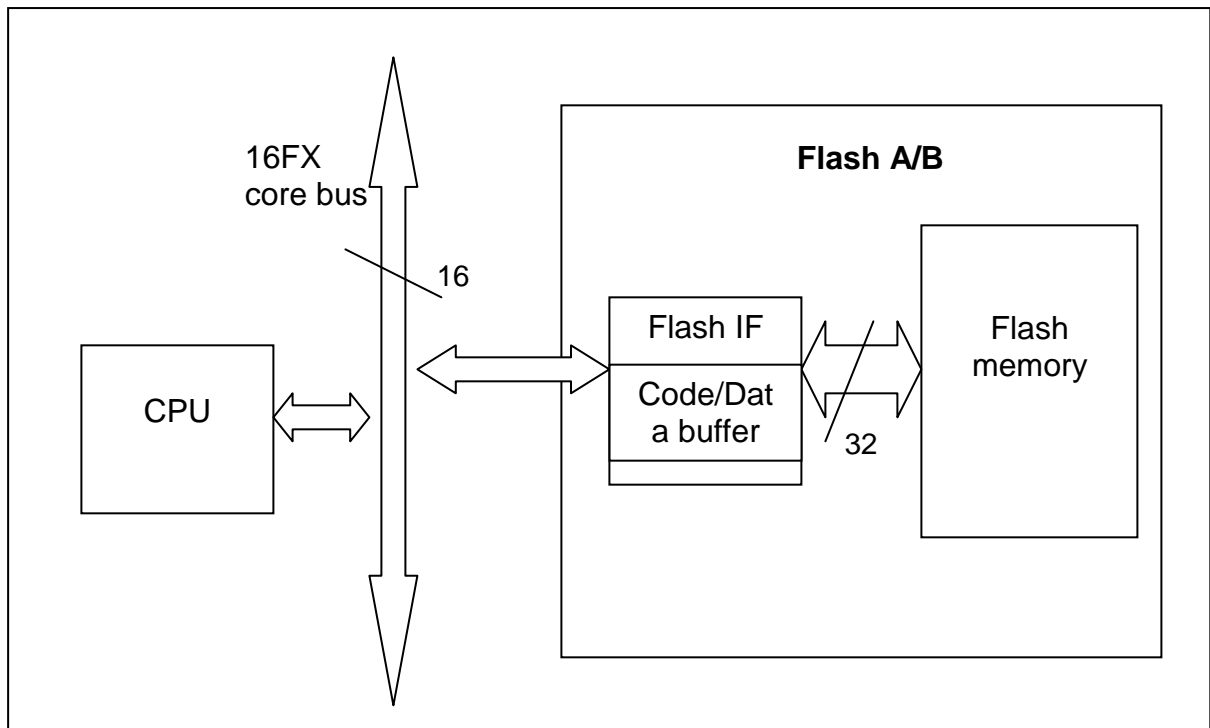 16FX
core bus
16
CPU
Flash A/B
Flash IF
Code/Dat
a buffer
32
Flash
memory